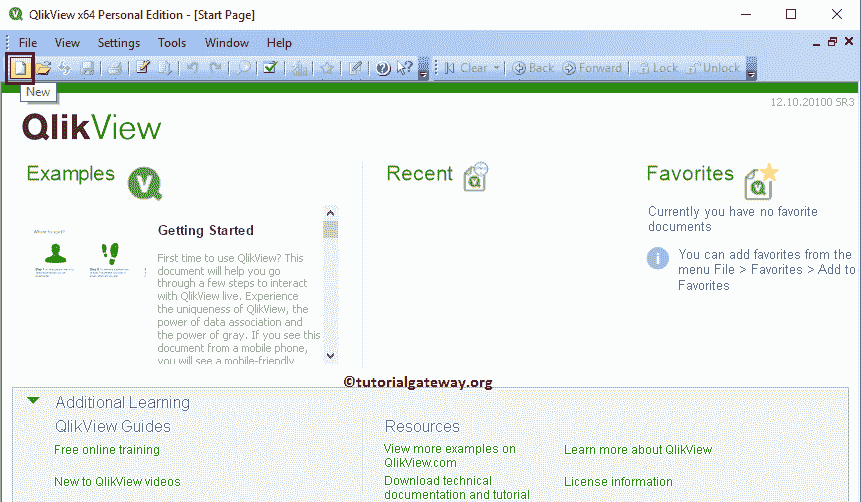 QlikView x64 Personal Edition - [Start Page]
File View Settings Tools Window Help
Clear Back Forward Lock Unlock
New
12.10.20100 SR3
QlikView
Examples
Getting Started
First time to use QlikView? This
document will help you go
through a few steps to interact
with QlikView live. Experience
the uniqueness of QlikView, the
power of data association and
the power of gray. If you see this
document from a mobile phone,
you will see a mobile-friendly
Recent
Favorites
Currently you have no favorite
documents
You can add favorites from the
menu File > Favorites > Add to
Favorites
©tutorialgateway.org
Additional Learning
QlikView Guides
Free online training
New to QlikView videos
Resources
View more examples on
QlikView.com
Download technical
documentation and tutorial
Learn more about QlikView
License information